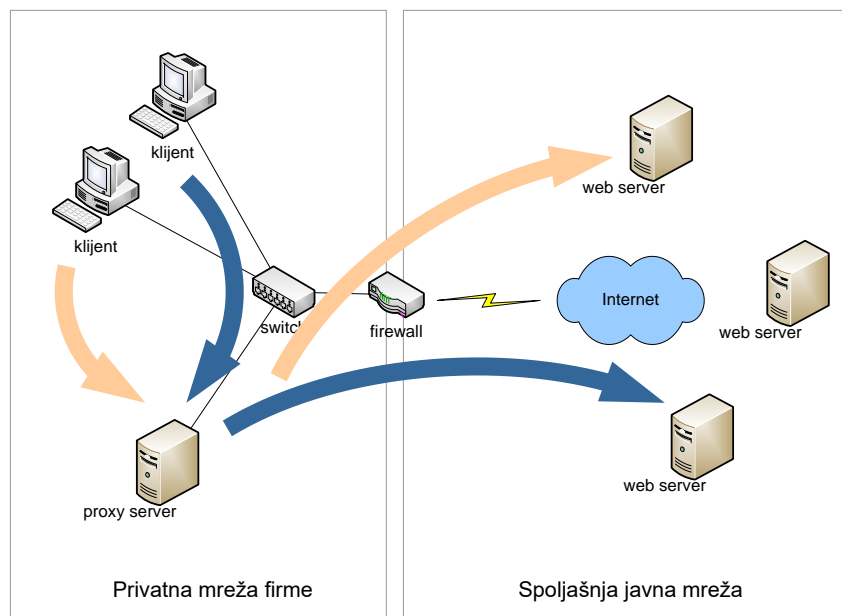 klijent
klijent
web server
switch
firewall
Internet
web server
web server
proxy server
Privatna mreža firme
Spoljašnja javna mreža